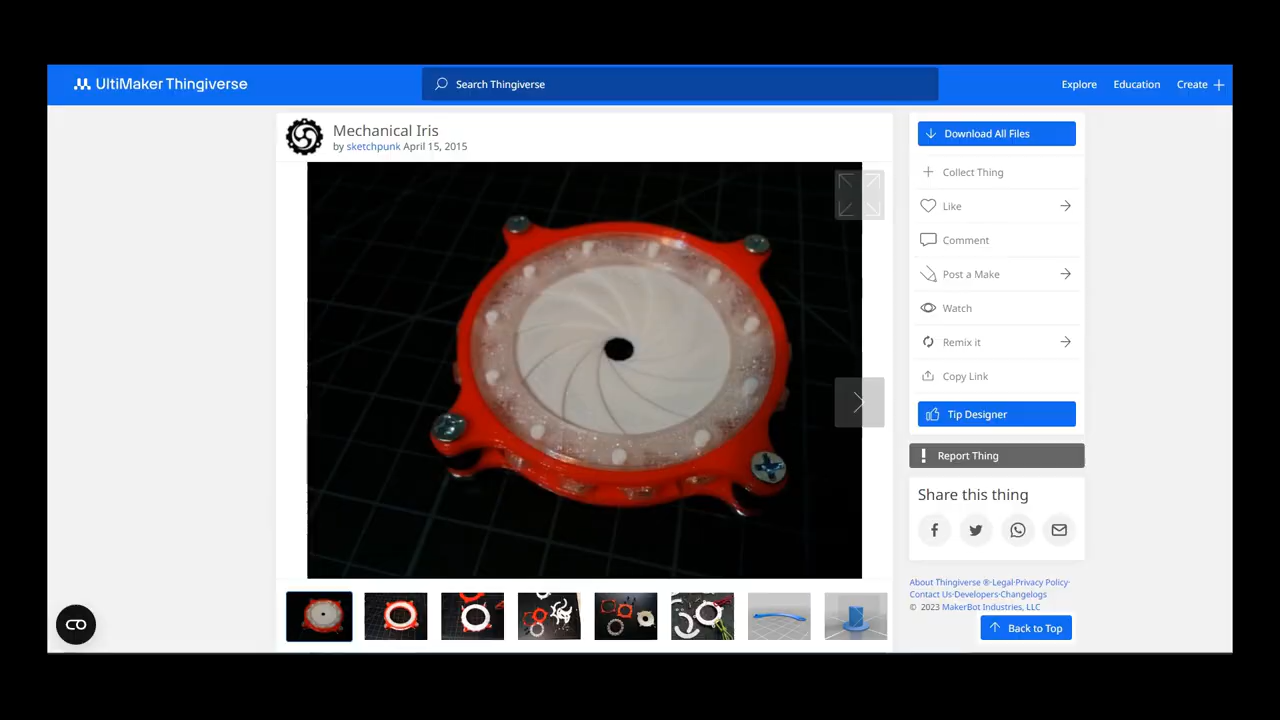 UltiMaker Thingiverse
Search Thingiverse
Explore
Education
Create
Mechanical Iris
by sketchpunk April 15, 2015
Download All Files
Collect Thing
Like
Comment
Post a Make
Watch
Remix it
Copy Link
Tip Designer
Report Thing
Share this thing
About Thingiverse ®·Legal·Privacy Policy·
Contact Us·Developers·Changelogs
© 2023 MakerBot Industries, LLC
Back to Top